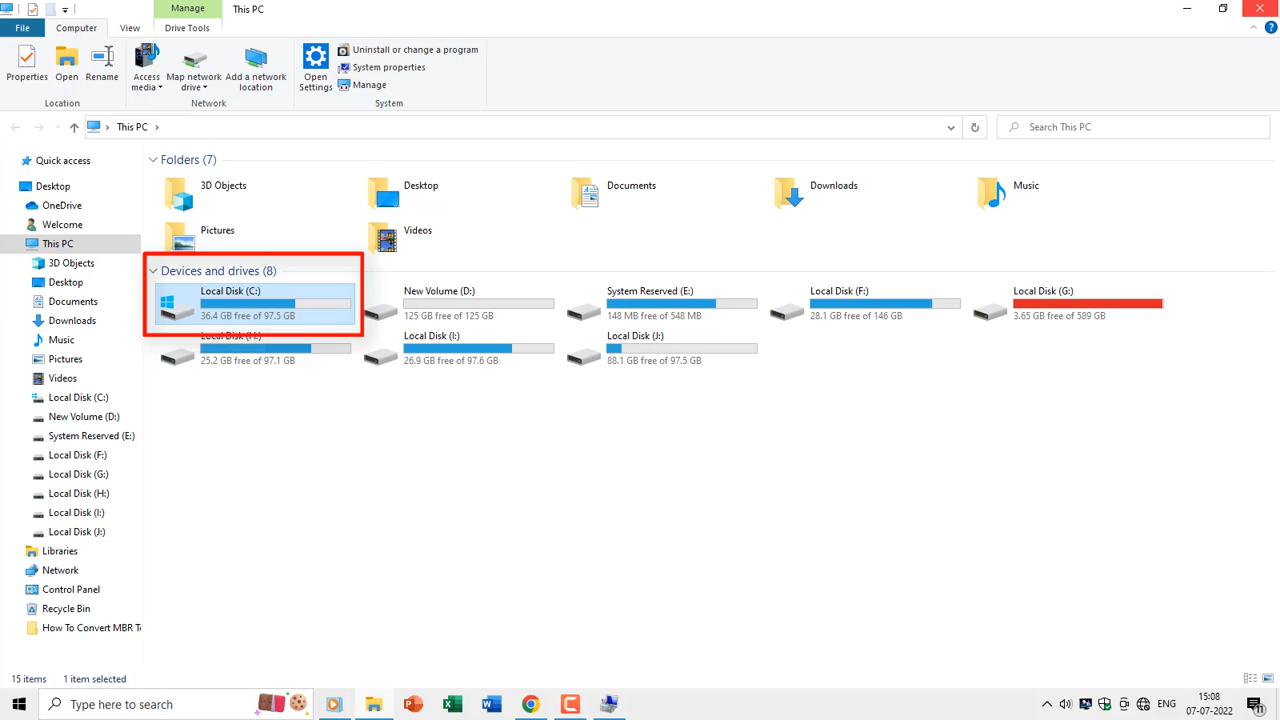 Manage
This PC
File
Computer
View
Drive Tools
Properties
Open
Rename
Access media
Map network drive
Add a network location
Open Settings
Uninstall or change a program
System properties
Manage
Location
Network
System
This PC
Search This PC
Quick access
Desktop
OneDrive
Welcome
This PC
3D Objects
Desktop
Documents
Downloads
Music
Pictures
Videos
Local Disk (C:)
New Volume (D:)
System Reserved (E:)
Local Disk (F:)
Local Disk (G:)
Local Disk (H:)
Local Disk (I:)
Local Disk (J:)
Libraries
Network
Control Panel
Recycle Bin
How To Convert MBR T
Folders (7)
3D Objects
Desktop
Documents
Downloads
Music
Pictures
Videos
Devices and drives (8)
Local Disk (C:)
36.4 GB free of 97.5 GB
New Volume (D:)
125 GB free of 125 GB
System Reserved (E:)
148 MB free of 548 MB
Local Disk (F:)
28.1 GB free of 146 GB
Local Disk (G:)
3.65 GB free of 589 GB
Local Disk (H:)
25.2 GB free of 97.1 GB
Local Disk (I:)
26.9 GB free of 97.6 GB
Local Disk (J:)
88.1 GB free of 97.5 GB
15 items
1 item selected
Type here to search
ENG
15:08
07-07-2022
11